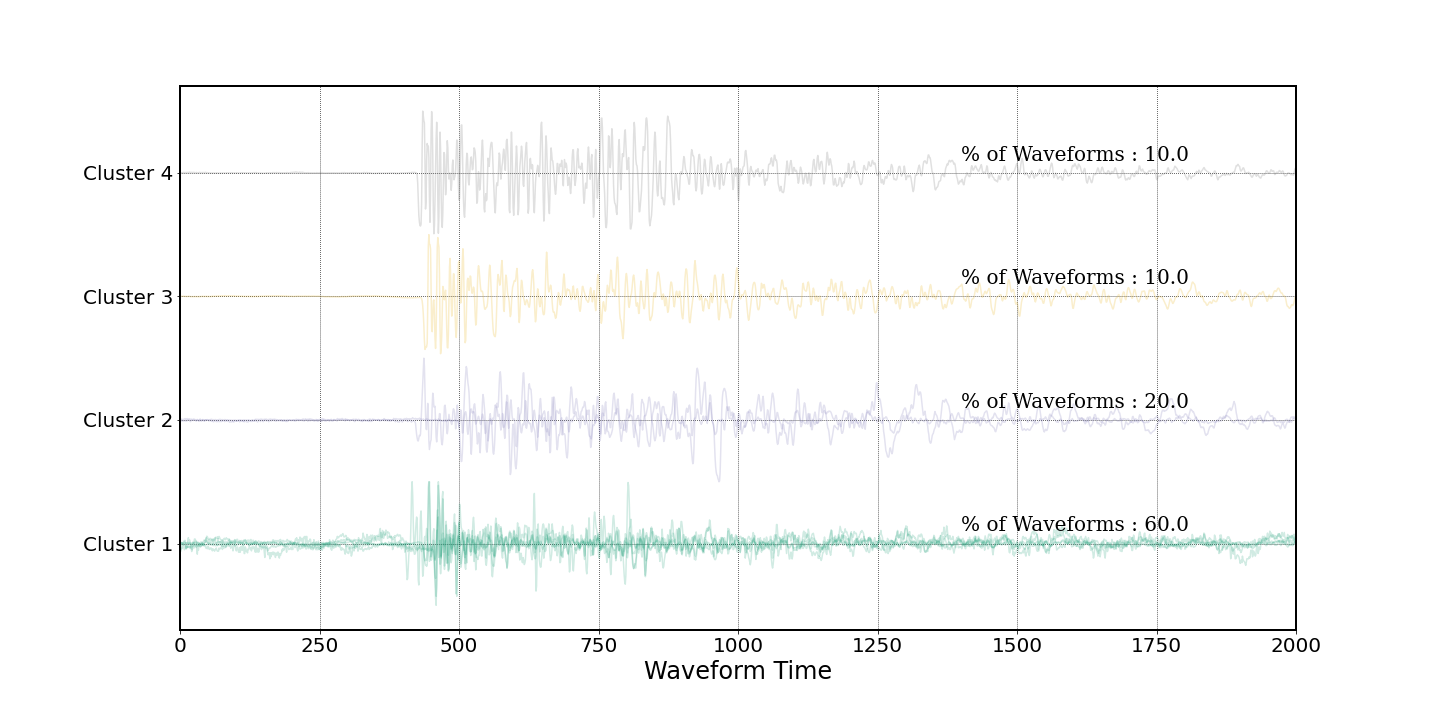 Cluster 4
% of Waveforms : 10.0
Cluster 3
% of Waveforms : 10.0
Cluster 2
% of Waveforms : 20.0
Cluster 1
% of Waveforms : 60.0
0 250 500 750 1000 1250 1500 1750 2000
Waveform Time